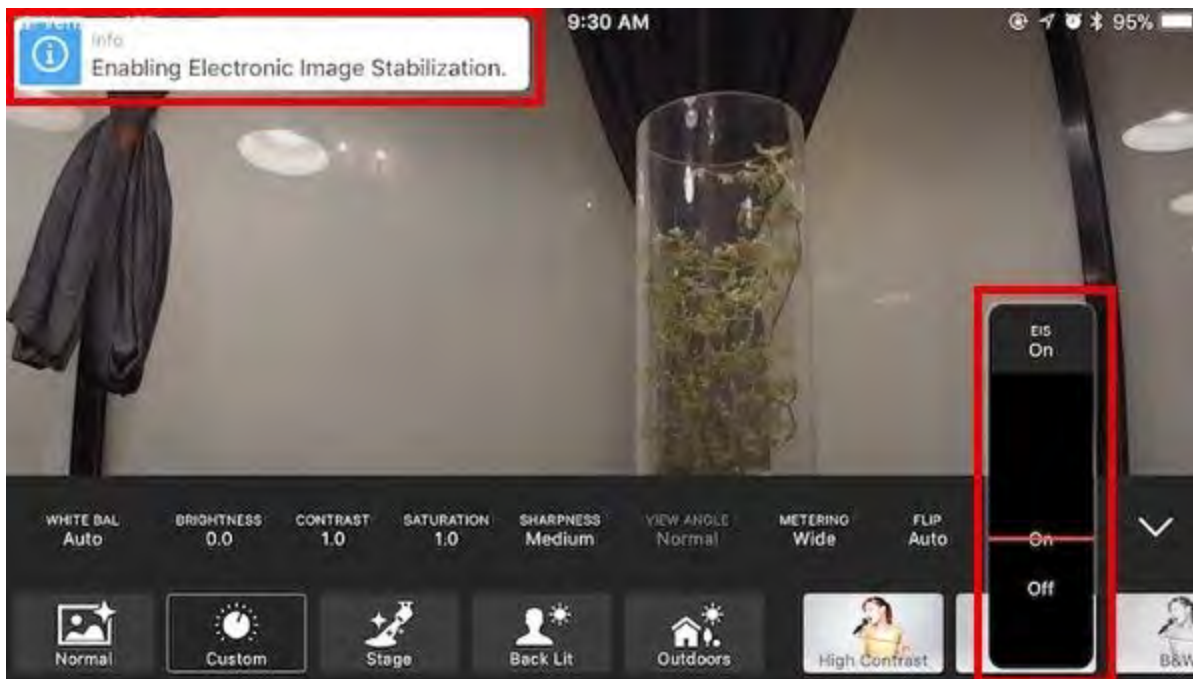 9:30 AM
95%
Info
Enabling Electronic Image Stabilization.
EIS
On
WHITE BAL
Auto
BRIGHTNESS
0.0
CONTRAST
1.0
SATURATION
1.0
SHARPNESS
Medium
VIEW ANGLE
Normal
METERING
Wide
FLIP
Auto
On
Off
Normal
Custom
Stage
Back Lit
Outdoors
High Contrast
B&W